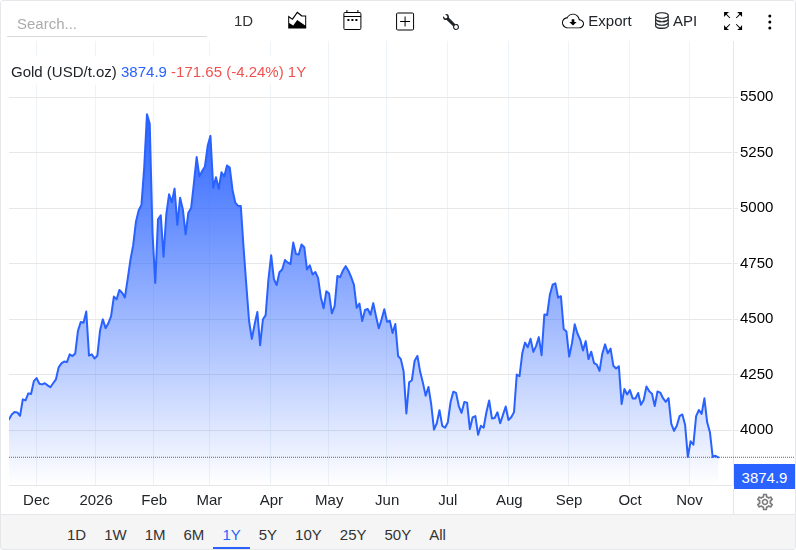 Search... 1D Export API
Gold (USD/t.oz) 3874.9 -171.65 (-4.24%) 1Y
5500
5250
5000
4750
4500
4250
4000
3874.9
Dec 2026 Feb Mar Apr May Jun Jul Aug Sep Oct Nov
1D 1W 1M 6M 1Y 5Y 10Y 25Y 50Y All